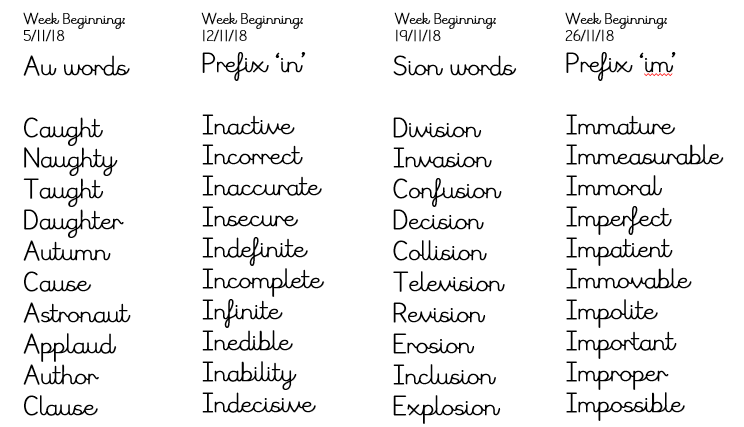 Week Beginning:
5/11/18
Au words
Caught
Naughty
Taught
Daughter
Autumn
Cause
Astronaut
Applaud
Author
Clause
Week Beginning:
12/11/18
Prefix ‘in’
Inactive
Incorrect
Inaccurate
Insecure
Indefinite
Incomplete
Infinite
Inedible
Inability
Indecisive
Week Beginning:
19/11/18
Sion words
Division
Invasion
Confusion
Decision
Collision
Television
Revision
Erosion
Inclusion
Explosion
Week Beginning:
26/11/18
Prefix ‘im’
Immature
Immeasurable
Immoral
Imperfect
Impatient
Immovable
Impolite
Important
Improper
Impossible